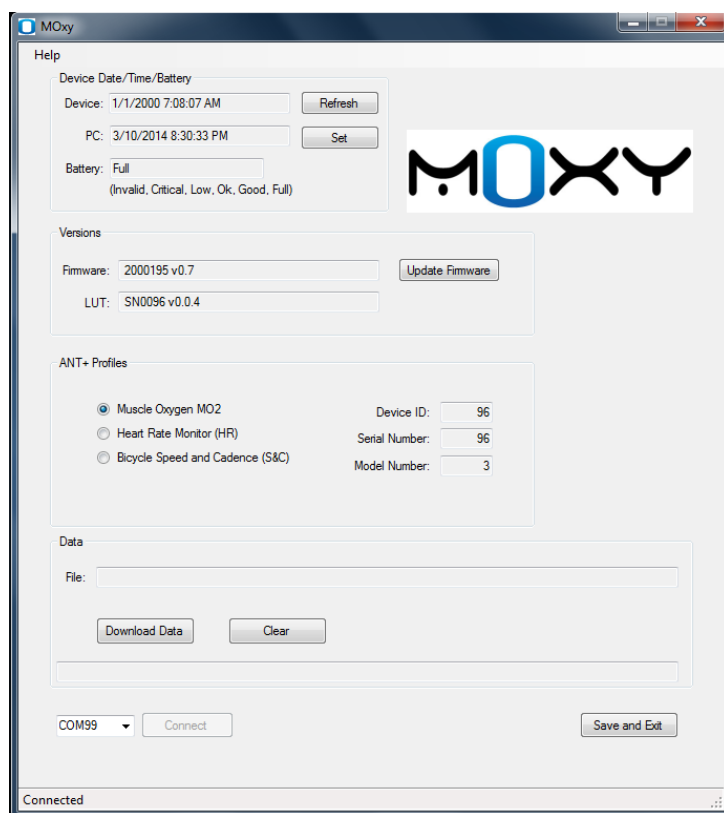 MOxy
Help
Device Date/Time/Battery
Device: 1/1/2000 7:08:07 AM Refresh
PC: 3/10/2014 8:30:33 PM Set
Battery: Full
(Invalid, Critical, Low, Ok, Good, Full)
MOXY
Versions
Firmware: 2000195 v0.7 Update Firmware
LUT: SN0096 v0.0.4
ANT+ Profiles
Muscle Oxygen MO2 Device ID: 96
Heart Rate Monitor (HR) Serial Number: 96
Bicycle Speed and Cadence (S&C) Model Number: 3
Data
File:
Download Data Clear
COM99 Connect Save and Exit
Connected